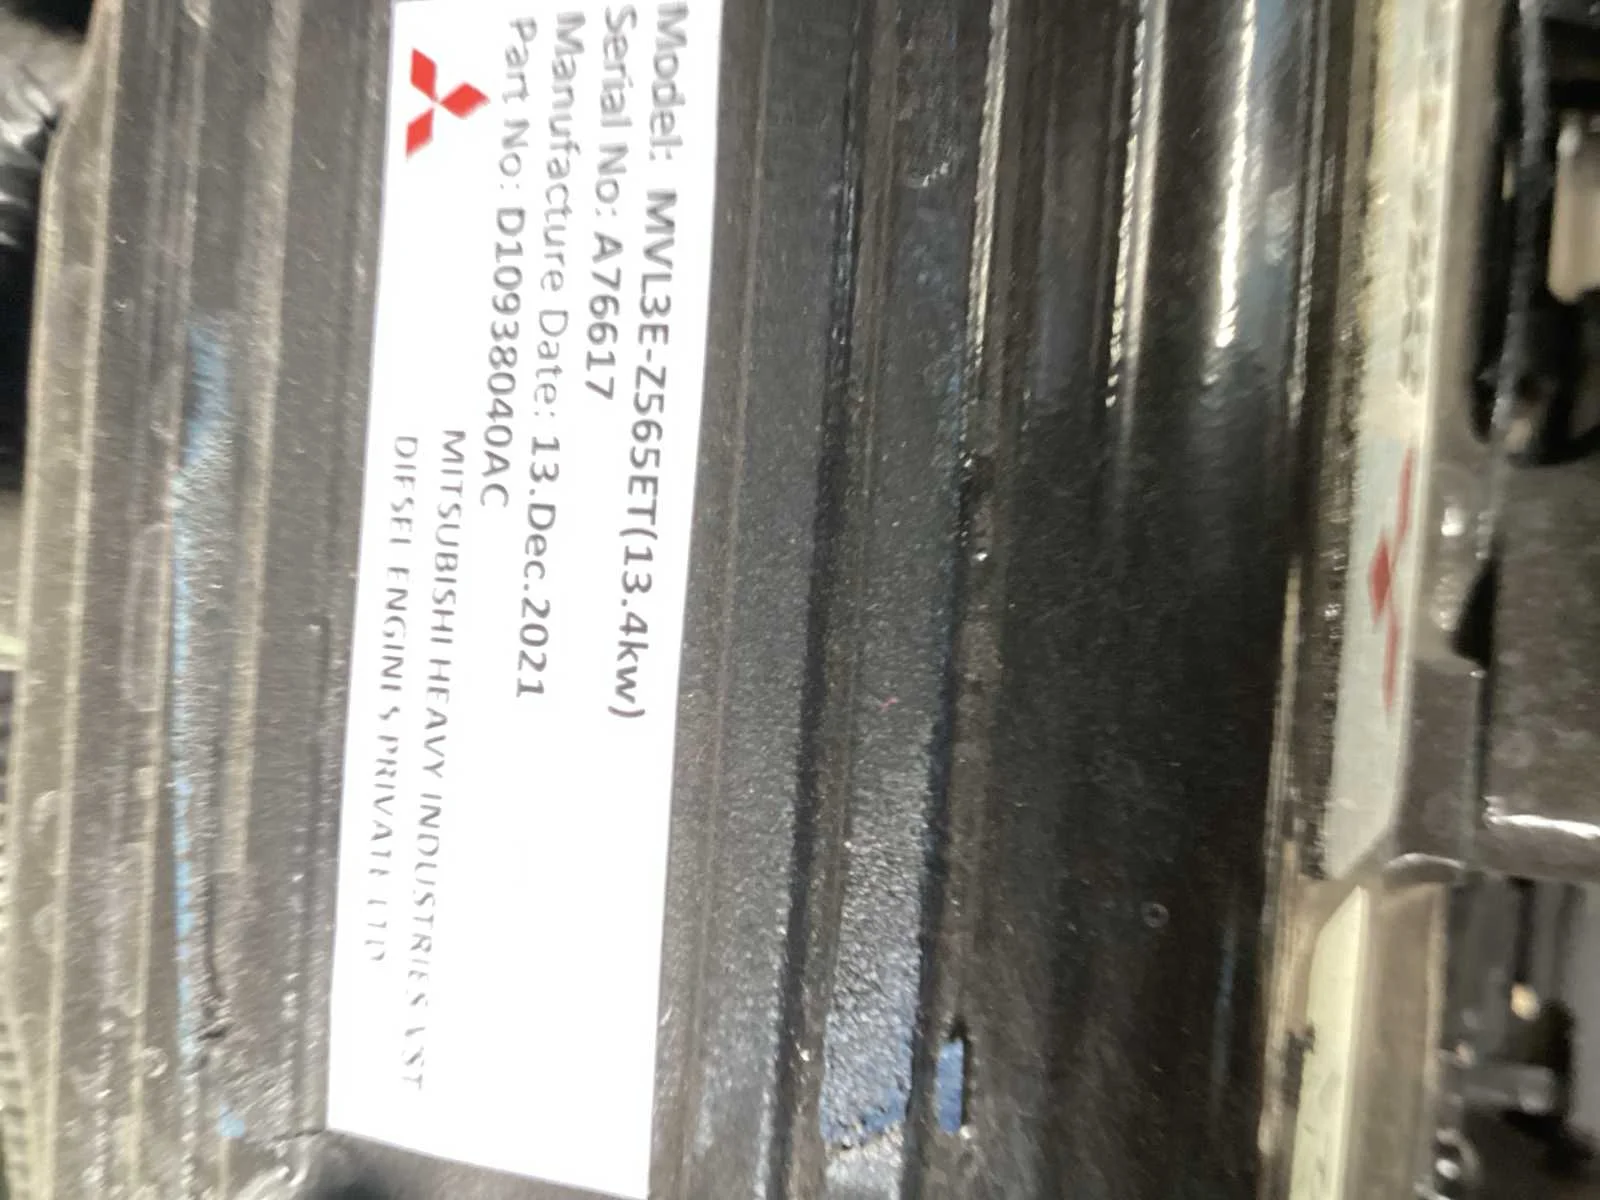 Model: MVL3E-Z565ET(13.4kw)
Serial No: A76617
Manufacture Date: 13.Dec.2021
Part No: D109380400AC
MITSUBISHI HEAVY INDUSTRIES VST
DIESEL ENGINES PRIVATE LTD